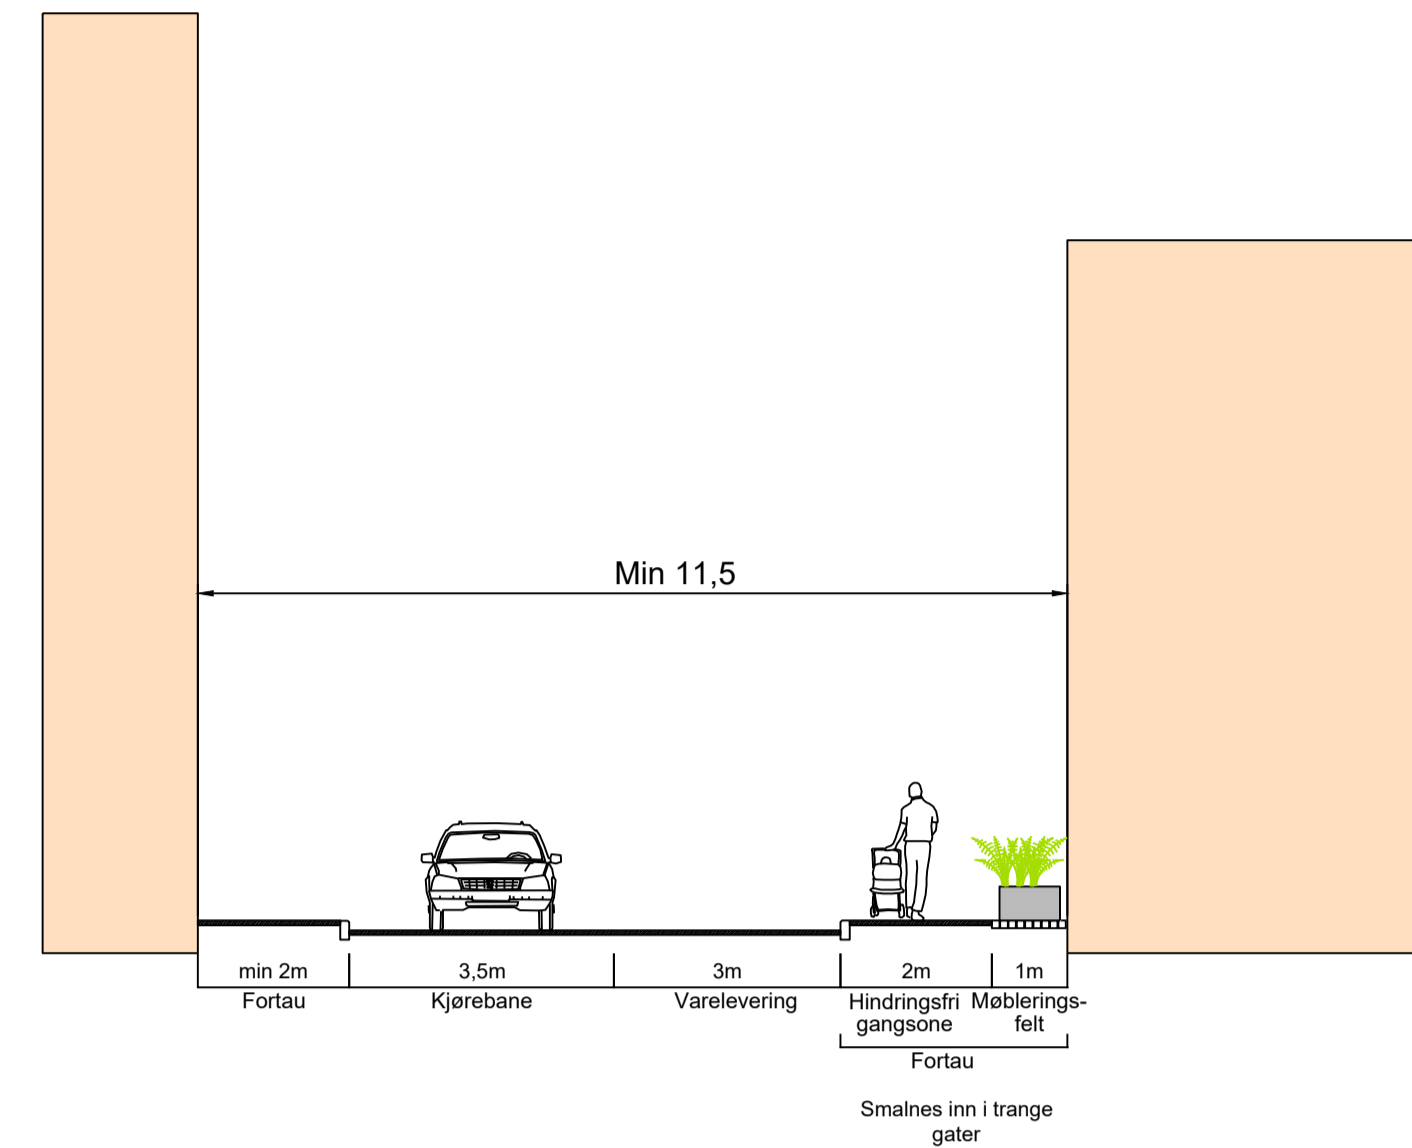 Min 11,5
min 2m
3,5m
3m
2m
1m
Fortau
Kjørebane
Varelevering
Hindringsfri
gangsone
Møblerings-
felt
Fortau
Smalnes inn i trange
gater